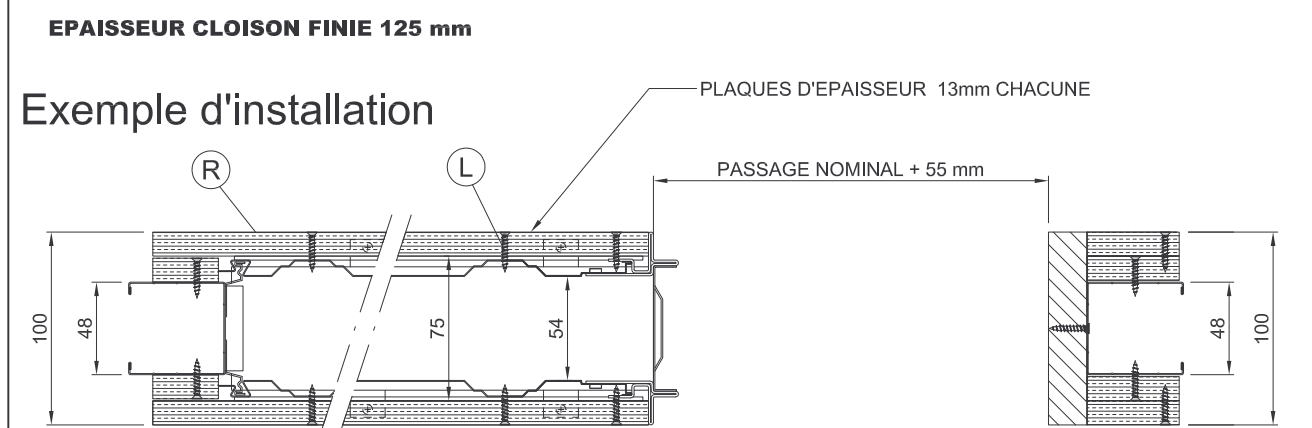 EPAISSEUR CLOISON FINIE 125 mm
Exemple d'installation
PLAQUES D'EPAISSEUR 13mm CHACUNE
R
L
PASSAGE NOMINAL + 55 mm
100
48
75
54
48
100